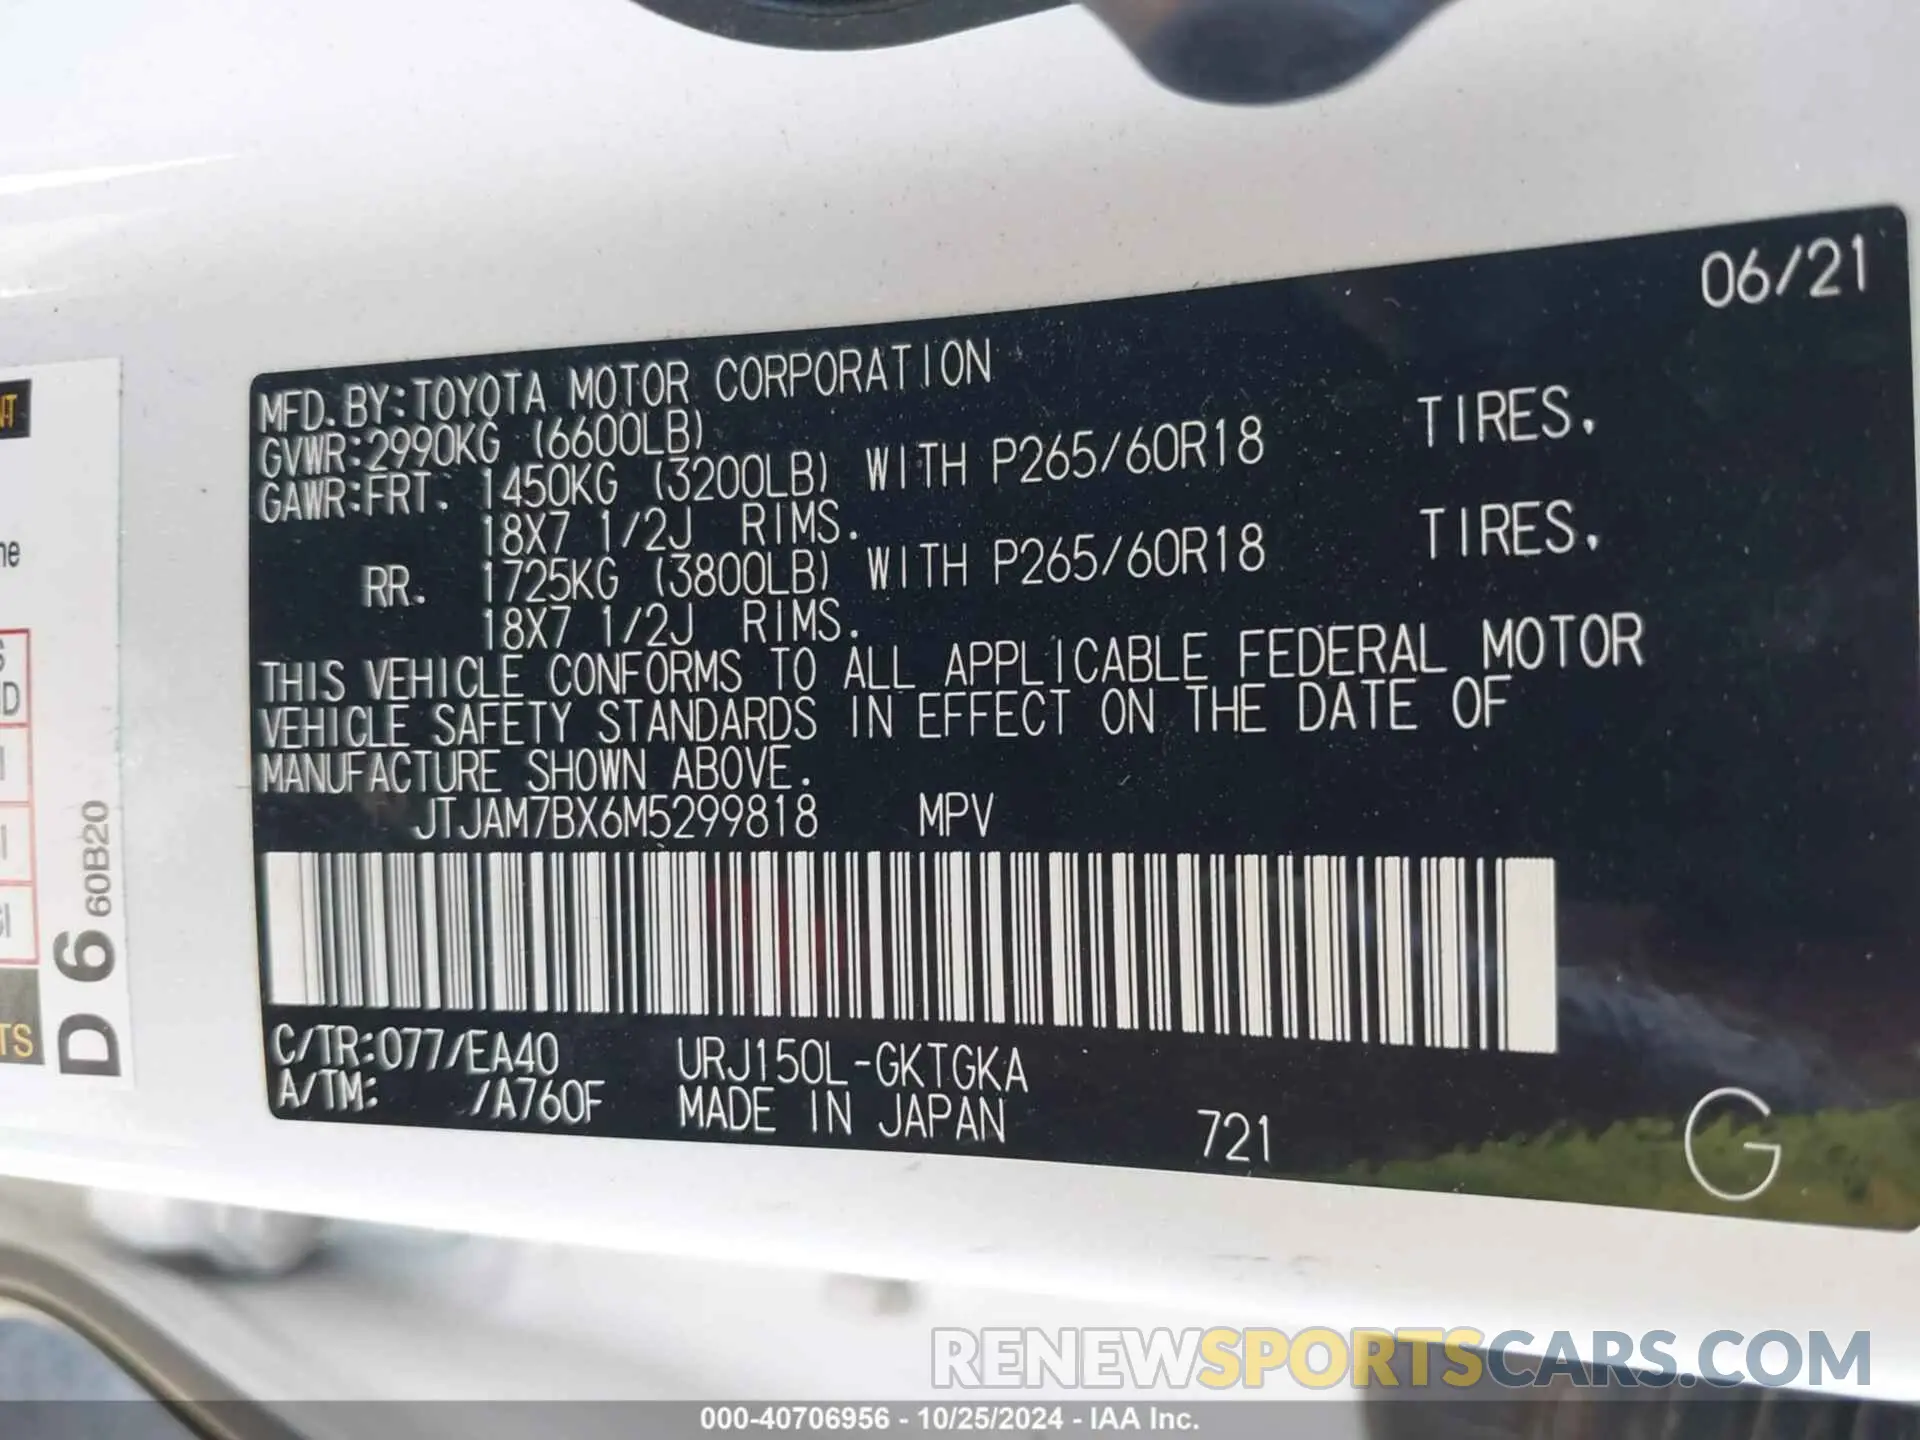 06/21
MFD. BY: TOYOTA MOTOR CORPORATION
GVWR: 2990KG (6600LB)
GAWR: FRT. 1450KG (3200LB) WITH P265/60R18 TIRES.
18X7 1/2J RIMS.
RR. 1725KG (3800LB) WITH P265/60R18 TIRES.
18X7 1/2J RIMS.
THIS VEHICLE CONFORMS TO ALL APPLICABLE FEDERAL MOTOR
VEHICLE SAFETY STANDARDS IN EFFECT ON THE DATE OF
MANUFACTURE SHOWN ABOVE.
JTJAM7BX6M5299818 MPV
C/TR: 077/EA40 URJ150L-GKTGKA
A/TM: /A760F MADE IN JAPAN 721 G
D 6 60B20
RENEWSPORTSCARS.COM
000-40706956 - 10/25/2024 - IAA Inc.